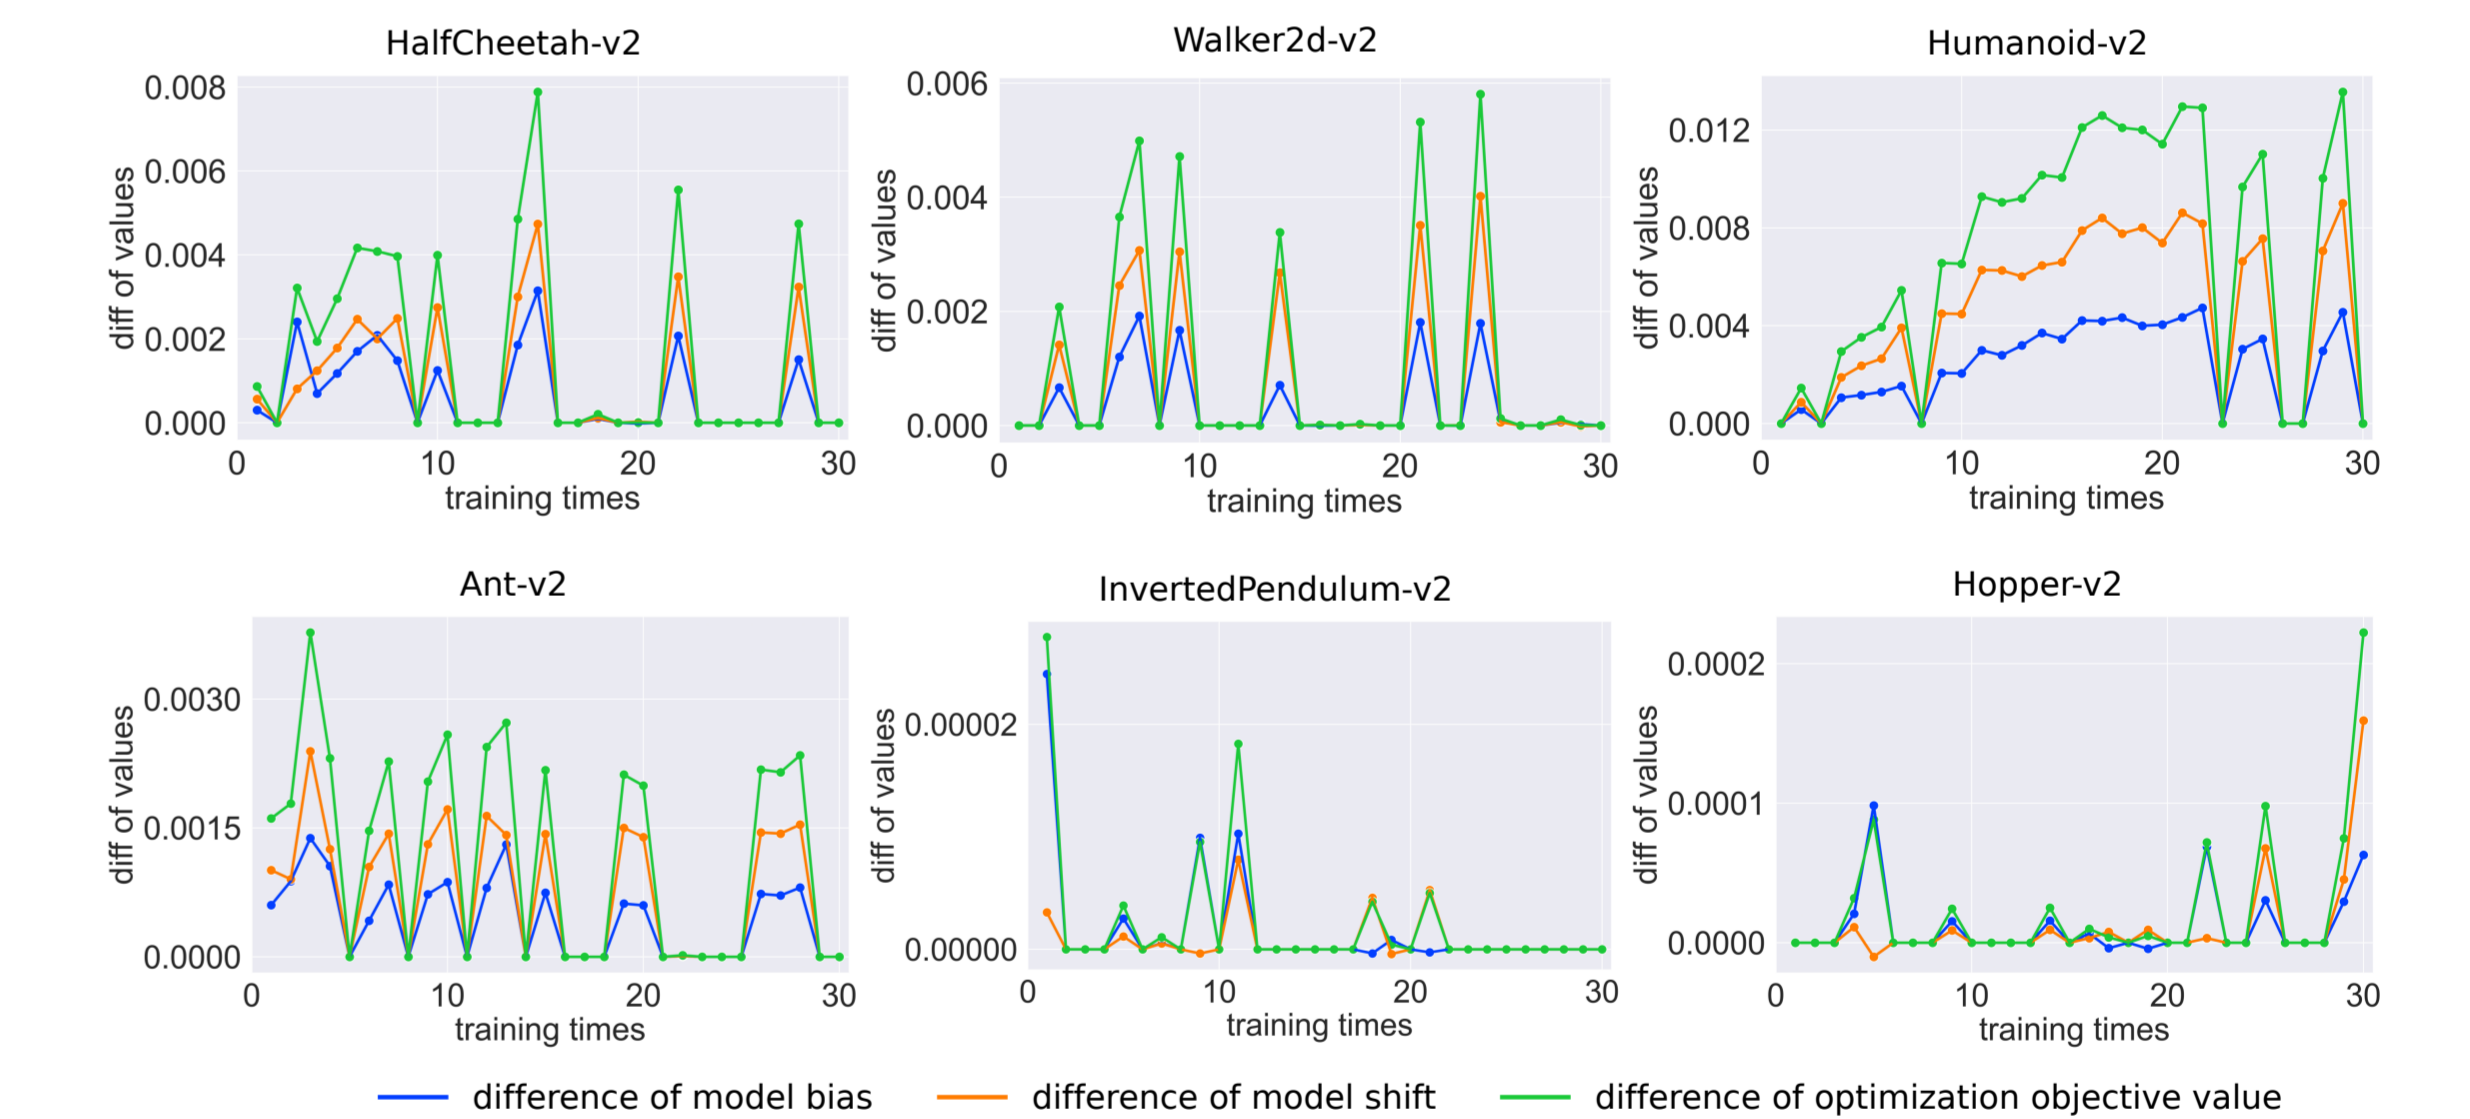 HalfCheetah-v2
diff of values
0.008
0.006
0.004
0.002
0.000
0 10 20 30
training times
Walker2d-v2
diff of values
0.006
0.004
0.002
0.000
0 10 20 30
training times
Humanoid-v2
diff of values
0.012
0.008
0.004
0.000
0 10 20 30
training times
Ant-v2
diff of values
0.0030
0.0015
0.0000
0 10 20 30
training times
InvertedPendulum-v2
diff of values
0.00002
0.00000
0 10 20 30
training times
Hopper-v2
diff of values
0.0002
0.0001
0.0000
0 10 20 30
training times
difference of model bias difference of model shift difference of optimization objective value